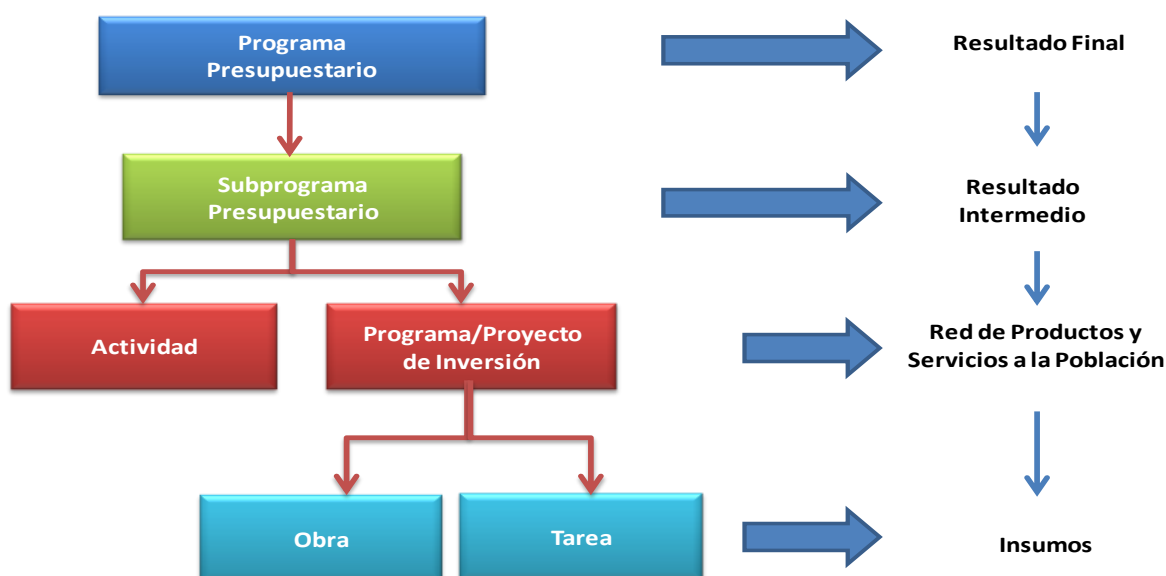 Programa
Presupuestario
Resultado Final
Subprograma
Presupuestario
Resultado
Intermedio
Actividad
Programa/Proyecto
de Inversión
Red de Productos y
Servicios a la Población
Obra
Tarea
Insumos